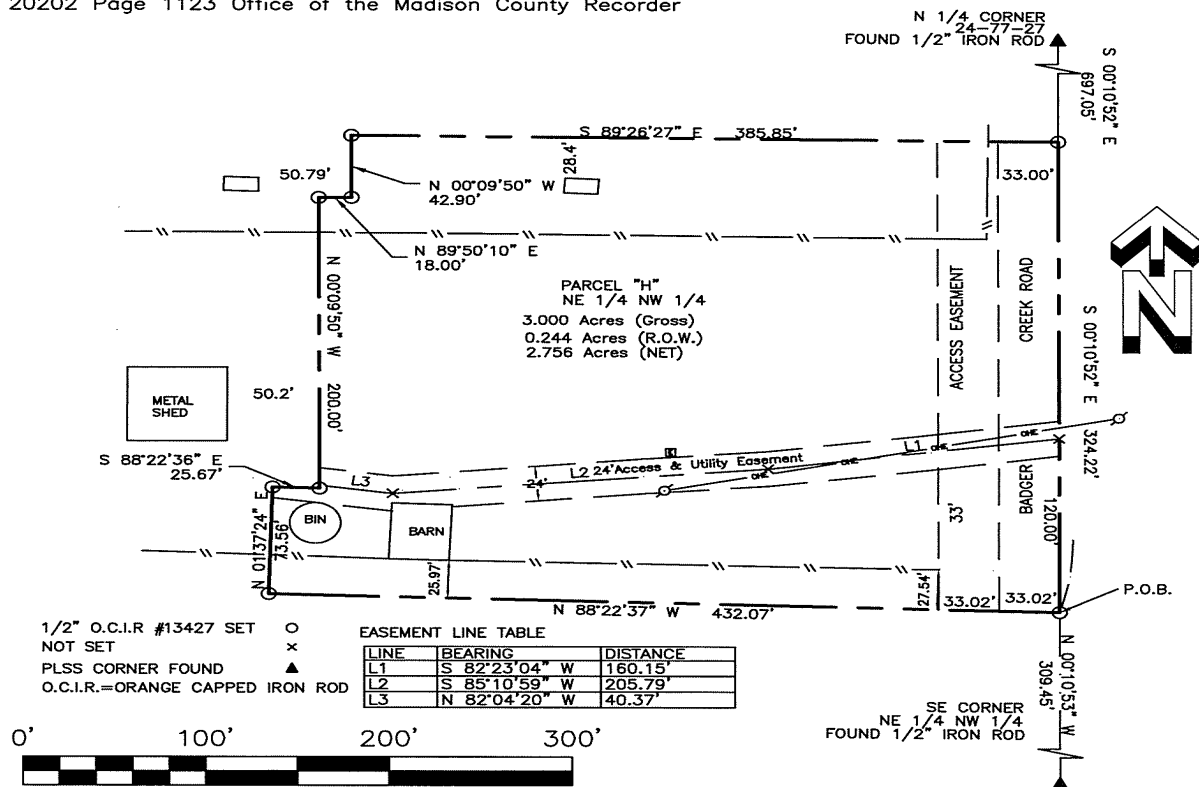 20202 Page 1123 Office of the Madison County Recorder
N 1/4 CORNER
24-77-27
FOUND 1/2" IRON ROD
S 00°10'52" E
697.05'
S 89°26'27" E 385.85'
50.79'
N 00°09'50" W
42.90'
28.4'
33.00'
N 89°50'10" E
18.00'
N 00°09'50" W 200.00'
PARCEL "H"
NE 1/4 NW 1/4
3.000 Acres (Gross)
0.244 Acres (R.O.W.)
2.756 Acres (NET)
ACCESS EASEMENT
33'
BADGER CREEK ROAD
S 00°10'52" E 324.22'
N
METAL
SHED
50.2'
S 88°22'36" E
25.67'
L3
L2
24'Access & Utility Easement
24'
E
L1
OHE
OHE
OHE
OHE
120.00'
N 01°37'24" E
73.56'
BIN
BARN
25.97'
27.54'
33.02'
33.02'
P.O.B.
N 88°22'37" W 432.07'
1/2" O.C.I.R #13427 SET
NOT SET
PLSS CORNER FOUND
O.C.I.R.=ORANGE CAPPED IRON ROD
EASEMENT LINE TABLE
LINE BEARING DISTANCE
L1 S 82°23'04" W 160.15'
L2 S 85°10'59" W 205.79'
L3 N 82°04'20" W 40.37'
N 00°10'53" W
309.45'
SE CORNER
NE 1/4 NW 1/4
FOUND 1/2" IRON ROD
0' 100' 200' 300'